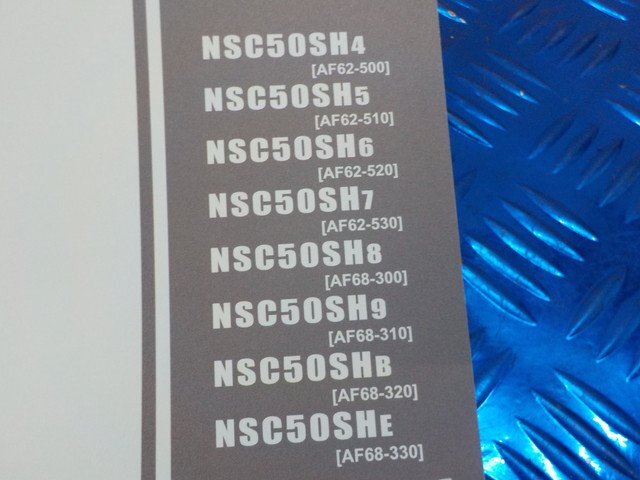 NSC50SH4
[AF62-500]
NSC50SH5
[AF62-510]
NSC50SH6
[AF62-520]
NSC50SH7
[AF62-530]
NSC50SH8
[AF68-300]
NSC50SH9
[AF68-310]
NSC50SHB
[AF68-320]
NSC50SHE
[AF68-330]